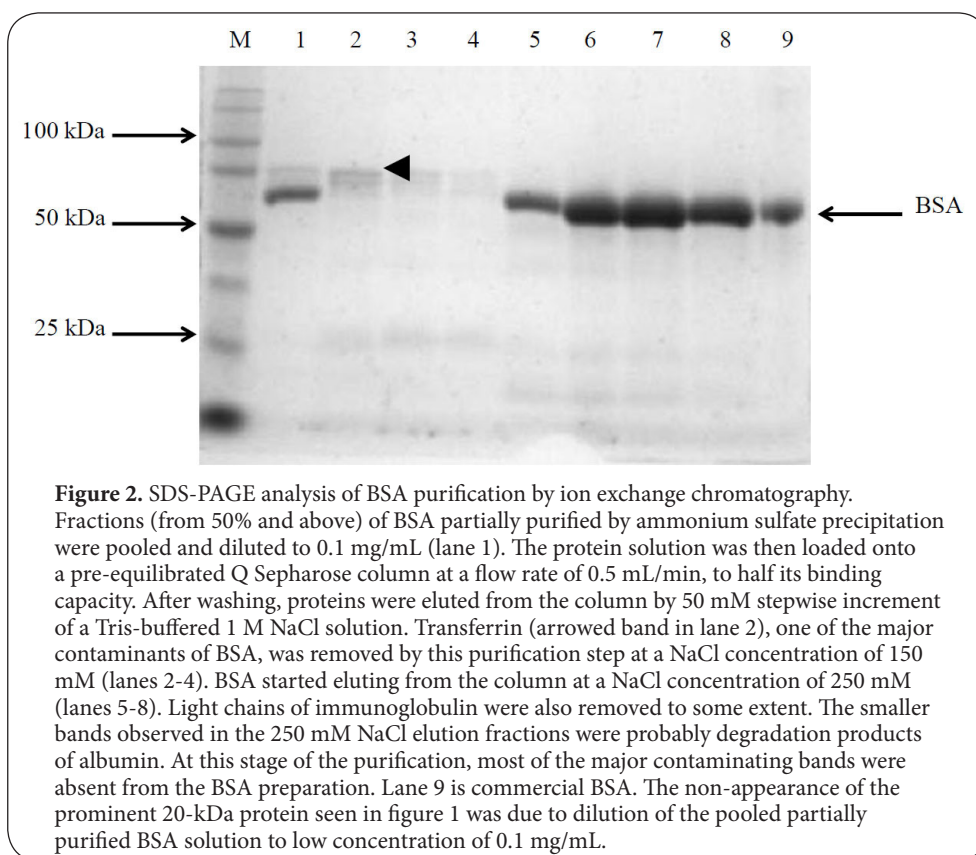 M 1 2 3 4 5 6 7 8 9
100 kDa
BSA
50 kDa
25 kDa
Figure 2. SDS-PAGE analysis of BSA purification by ion exchange chromatography.
Fractions (from 50% and above) of BSA partially purified by ammonium sulfate precipitation
were pooled and diluted to 0.1 mg/mL (lane 1). The protein solution was then loaded onto
a pre-equilibrated Q Sepharose column at a flow rate of 0.5 mL/min, to half its binding
capacity. After washing, proteins were eluted from the column by 50 mM stepwise increment
of a Tris-buffered 1 M NaCl solution. Transferrin (arrowed band in lane 2), one of the major
contaminants of BSA, was removed by this purification step at a NaCl concentration of 150
mM (lanes 2-4). BSA started eluting from the column at a NaCl concentration of 250 mM
(lanes 5-8). Light chains of immunoglobulin were also removed to some extent. The smaller
bands observed in the 250 mM NaCl elution fractions were probably degradation products
of albumin. At this stage of the purification, most of the major contaminating bands were
absent from the BSA preparation. Lane 9 is commercial BSA. The non-appearance of the
prominent 20-kDa protein seen in figure 1 was due to dilution of the pooled partially
purified BSA solution to low concentration of 0.1 mg/mL.